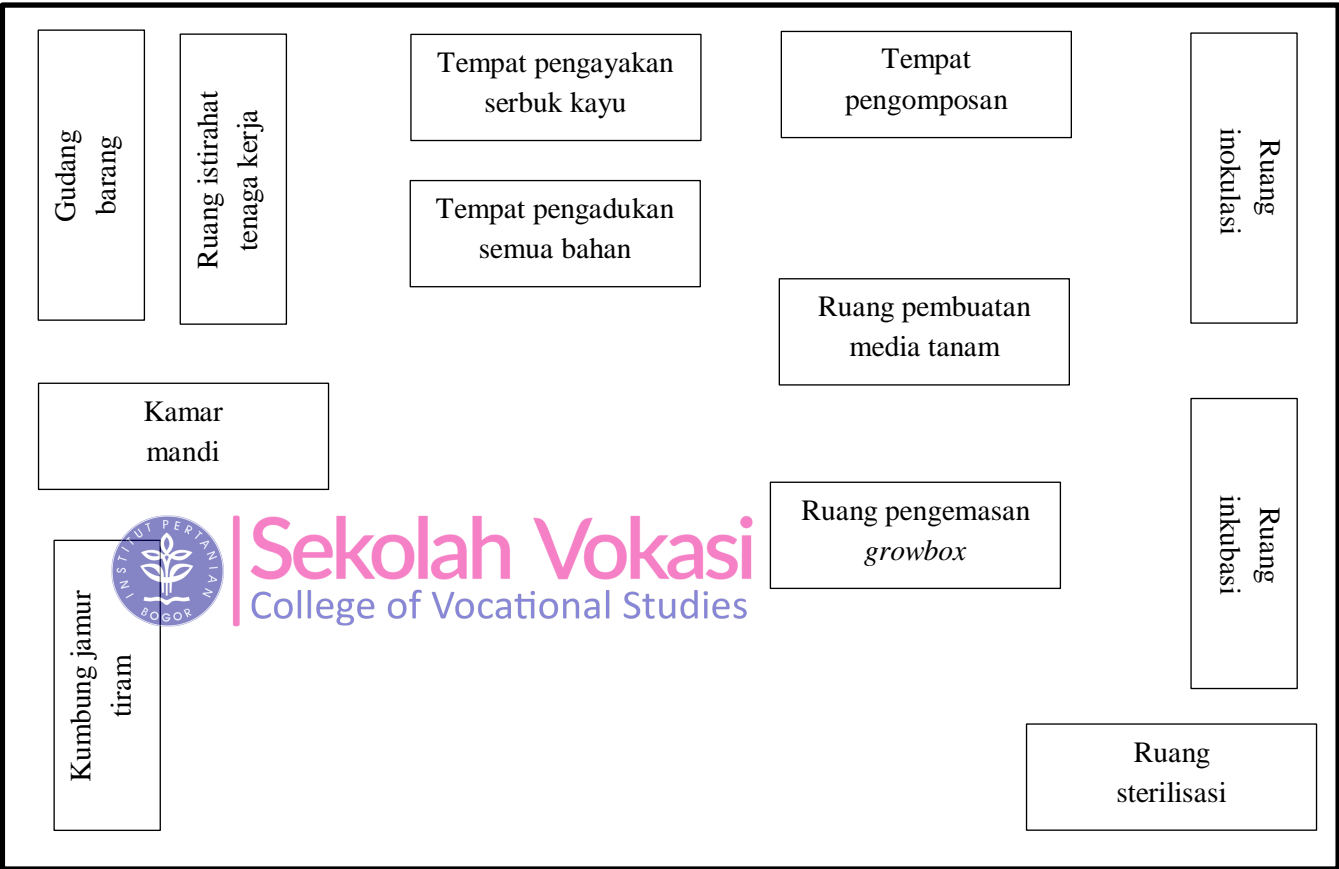 Gudang
barang
Ruang istirahat
tenaga kerja
Tempat pengayakan
serbuk kayu
Tempat
pengomposan
Ruang
inokulasi
Tempat pengadukan
semua bahan
Ruang pembuatan
media tanam
Kamar
mandi
Ruang pengemasan
growbox
Ruang
inkubasi
INSTITUT PERTANIAN
BOGOR
Sekolah Vokasi
College of Vocational Studies
Kumbung jamur
tiram
Ruang
sterilisasi